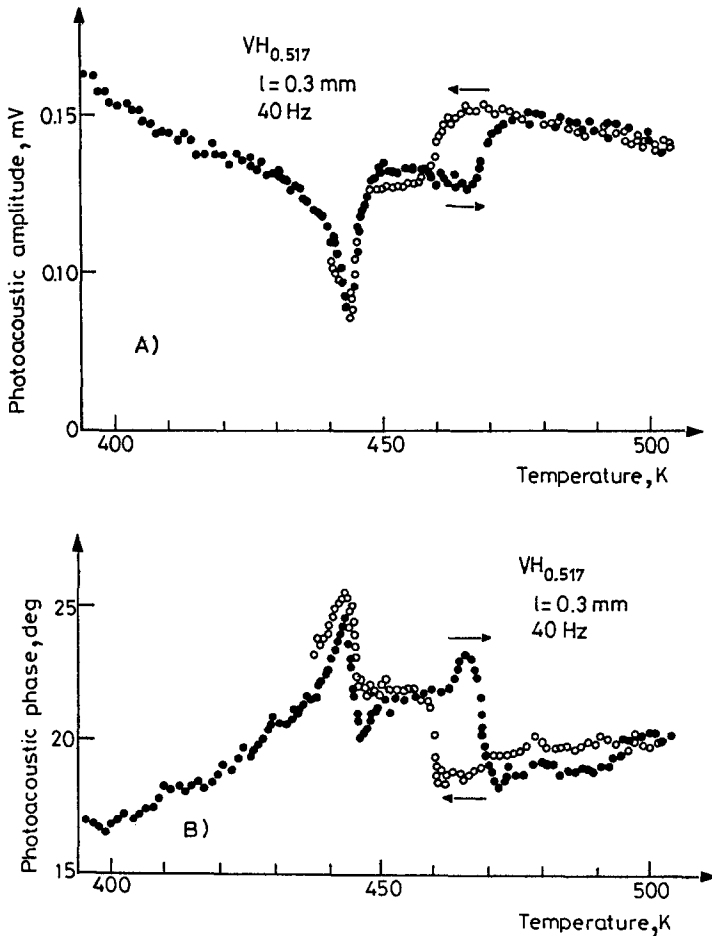 VH0.517
l = 0.3 mm
40 Hz
Photoacoustic amplitude, mV
0.15
0.10
0
A)
400
450
500
Temperature, K
VH0.517
l = 0.3 mm
40 Hz
Photoacoustic phase, deg
25
20
15
B)
400
450
500
Temperature, K